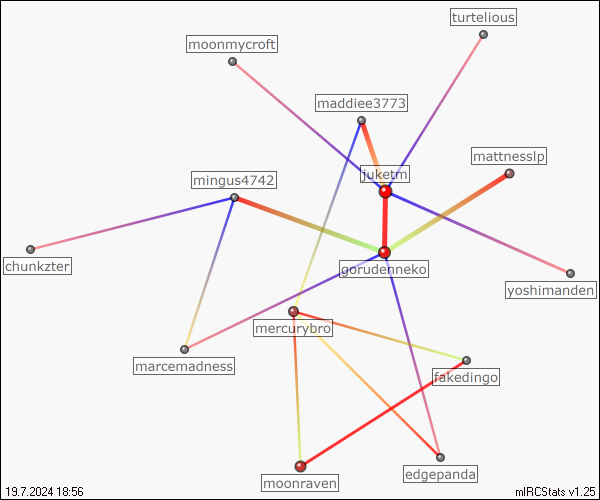 turtelious
moonmycroft
maddiee3773
mattnesslp
juketm
mingus4742
chunkzter
gorudenneko
yoshimanden
mercurybro
marcemadness
fakedingo
edgepanda
moonraven
19.7.2024 18:56
mIRCStats v1.25